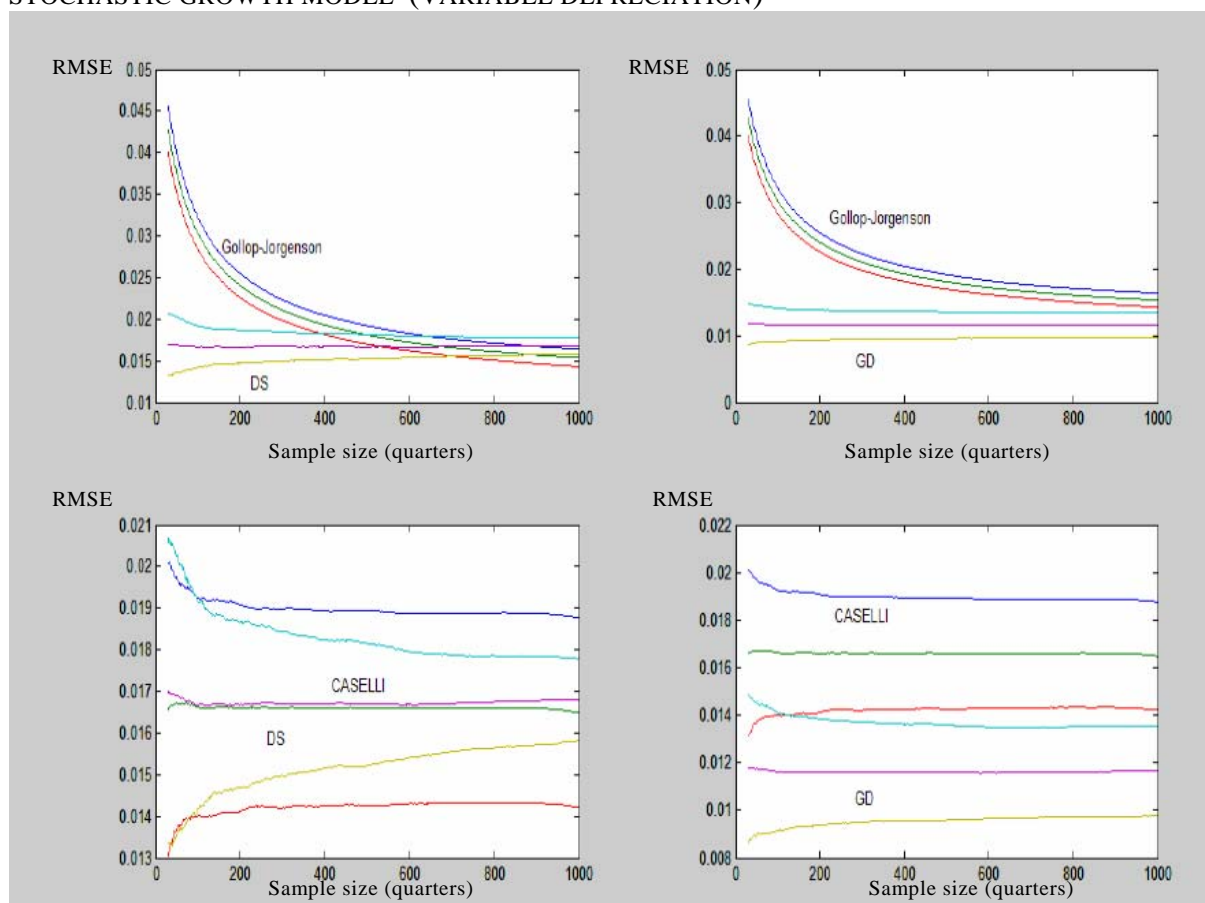 STOCHASTIC GROWTH MODEL (VARIABLE DEPRECIATION)
RMSE
0.05
0.045
0.04
0.035
0.03
0.025
0.02
0.015
0.01
Gollop-Jorgenson
DS
0 200 400 600 800 1000
Sample size (quarters)
RMSE
0.05
0.04
0.03
0.02
0.01
0
Gollop-Jorgenson
GD
0 200 400 600 800 1000
Sample size (quarters)
RMSE
0.021
0.02
0.019
0.018
0.017
0.016
0.015
0.014
0.013
CASELLI
DS
0 200 400 600 800 1000
Sample size (quarters)
RMSE
0.022
0.02
0.018
0.016
0.014
0.012
0.01
0.008
CASELLI
GD
0 200 400 600 800 1000
Sample size (quarters)